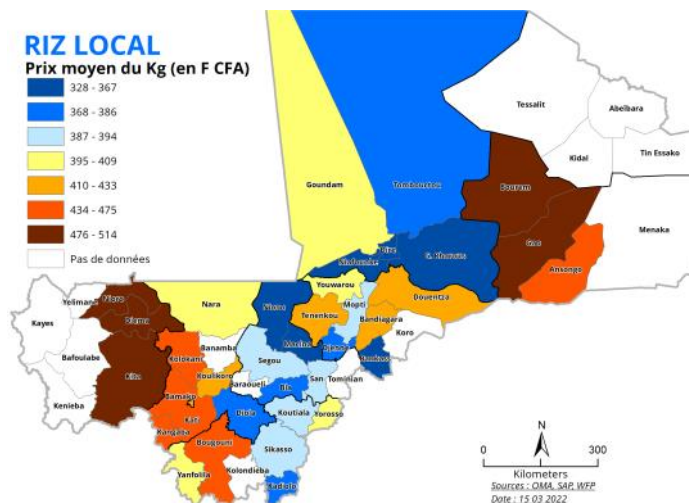 RIZ LOCAL
Prix moyen du Kg (en F CFA)
328 - 367
368 - 386
387 - 394
395 - 409
410 - 433
434 - 475
476 - 514
Pas de données
Tessalit
Abeïbara
Kidal
Tin Essako
Goundam
Tombouctou
Bourem
Menaka
Gao
Ansongo
Dire
G. Rharous
Niafounke
Youwarou
Nara
Niono
Mopti
Douentza
Tenenkou
Bandiagara
Koro
Nioro
Yelimane
Diema
Kayes
Bafoulabe
Kita
Kenieba
Kolokani
Banamba
Segou
Macina
Djenne
Bankass
Koulikoro
Baraoueli
Bla
San
Tominian
Bamako
Dioila
Koutiala
Yorosso
Kati
Kangaba
Bougouni
Sikasso
Yanfolila
Kolondieba
Kadiolo
N
0 300
Kilometers
Sources : OMA, SAP, WFP
Date : 15 03 2022